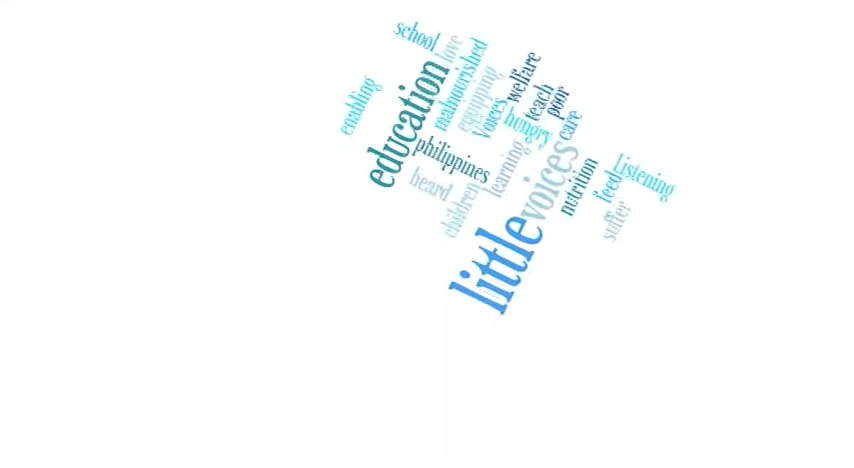 school
love
malnourished
enabling
education
equipping
Voices
welfare
teach
poor
hungry
care
philippines
learning
heard
children
voices
nutrition
feed
Listening
suffer
little